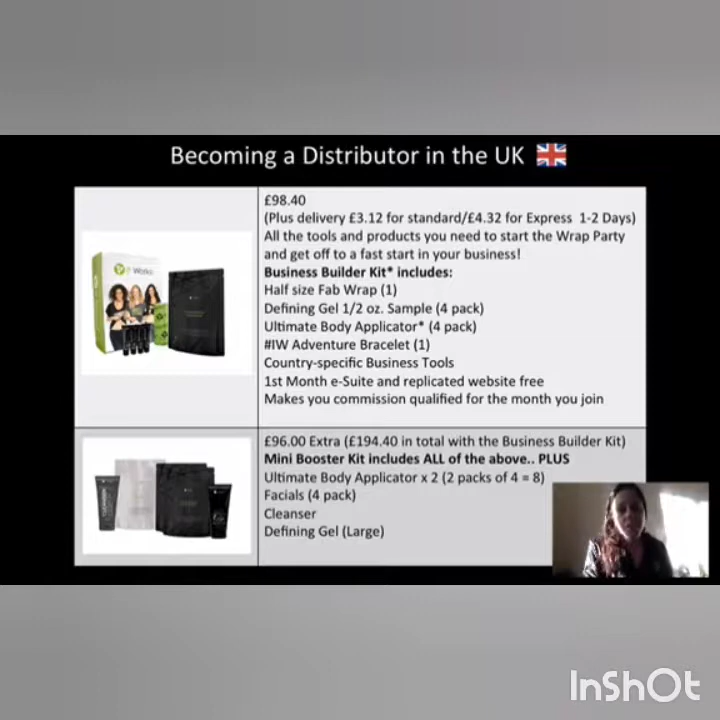 Becoming a Distributor in the UK
£98.40
(Plus delivery £3.12 for standard/£4.32 for Express 1-2 Days)
All the tools and products you need to start the Wrap Party
and get off to a fast start in your business!
Business Builder Kit* includes:
Half size Fab Wrap (1)
Defining Gel 1/2 oz. Sample (4 pack)
Ultimate Body Applicator* (4 pack)
#IW Adventure Bracelet (1)
Country-specific Business Tools
1st Month e-Suite and replicated website free
Makes you commission qualified for the month you join
£96.00 Extra (£194.40 in total with the Business Builder Kit)
Mini Booster Kit includes ALL of the above.. PLUS
Ultimate Body Applicator x 2 (2 packs of 4 = 8)
Facials (4 pack)
Cleanser
Defining Gel (Large)
InShOt